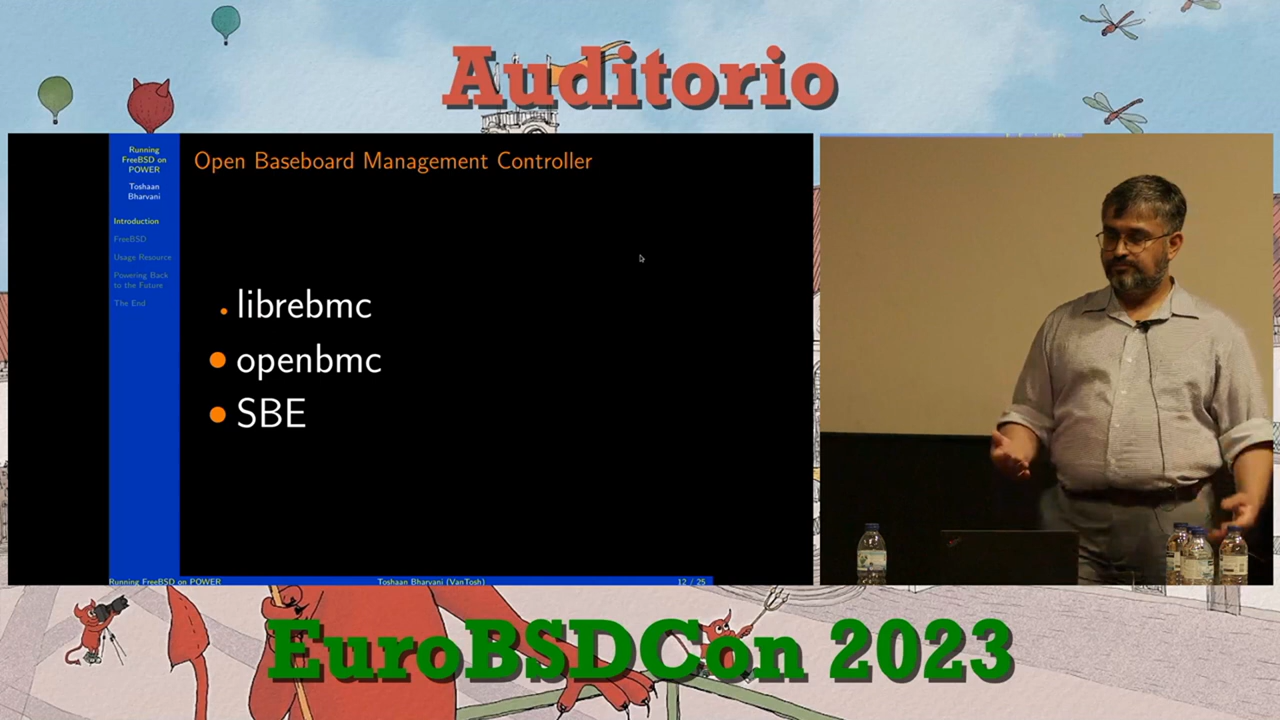 Auditorio
Running
FreeBSD on
POWER
Toshaan
Bharvani
Introduction
FreeBSD
Usage Resource
Powering Back
to the Future
The End
Open Baseboard Management Controller
librebmc
openbmc
SBE
Running FreeBSD on POWER
Toshaan Bharvani (VanTosh)
12 / 25
EuroBSDCon 2023